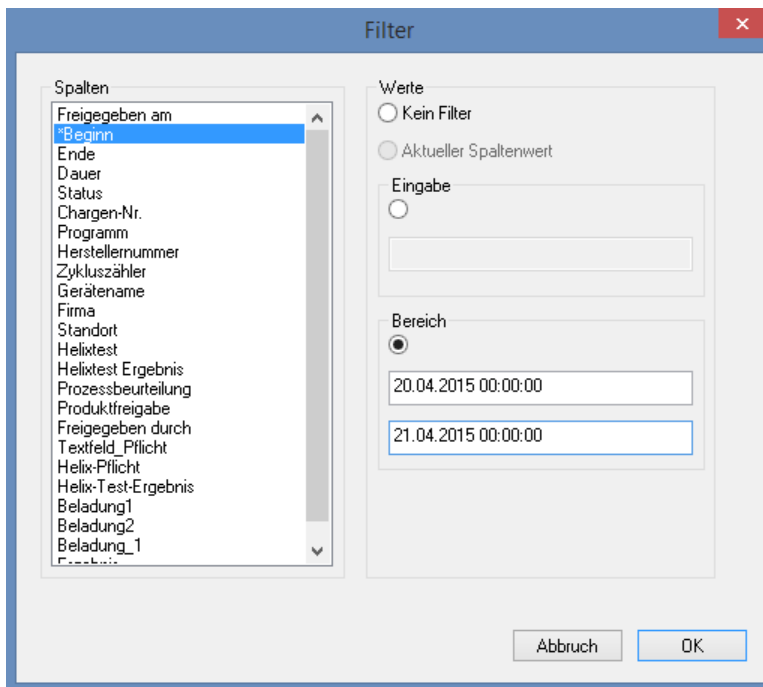 Filter
Spalten
Freigegeben am
*Beginn
Ende
Dauer
Status
Chargen-Nr.
Programm
Herstellernummer
Zykluszähler
Gerätename
Firma
Standort
Helixtest
Helixtest Ergebnis
Prozessbeurteilung
Produktfreigabe
Freigegeben durch
Textfeld_Pflicht
Helix-Pflicht
Helix-Test-Ergebnis
Beladung1
Beladung2
Beladung_1
Werte
Kein Filter
Aktueller Spaltenwert
Eingabe
Bereich
20.04.2015 00:00:00
21.04.2015 00:00:00
Abbruch
OK